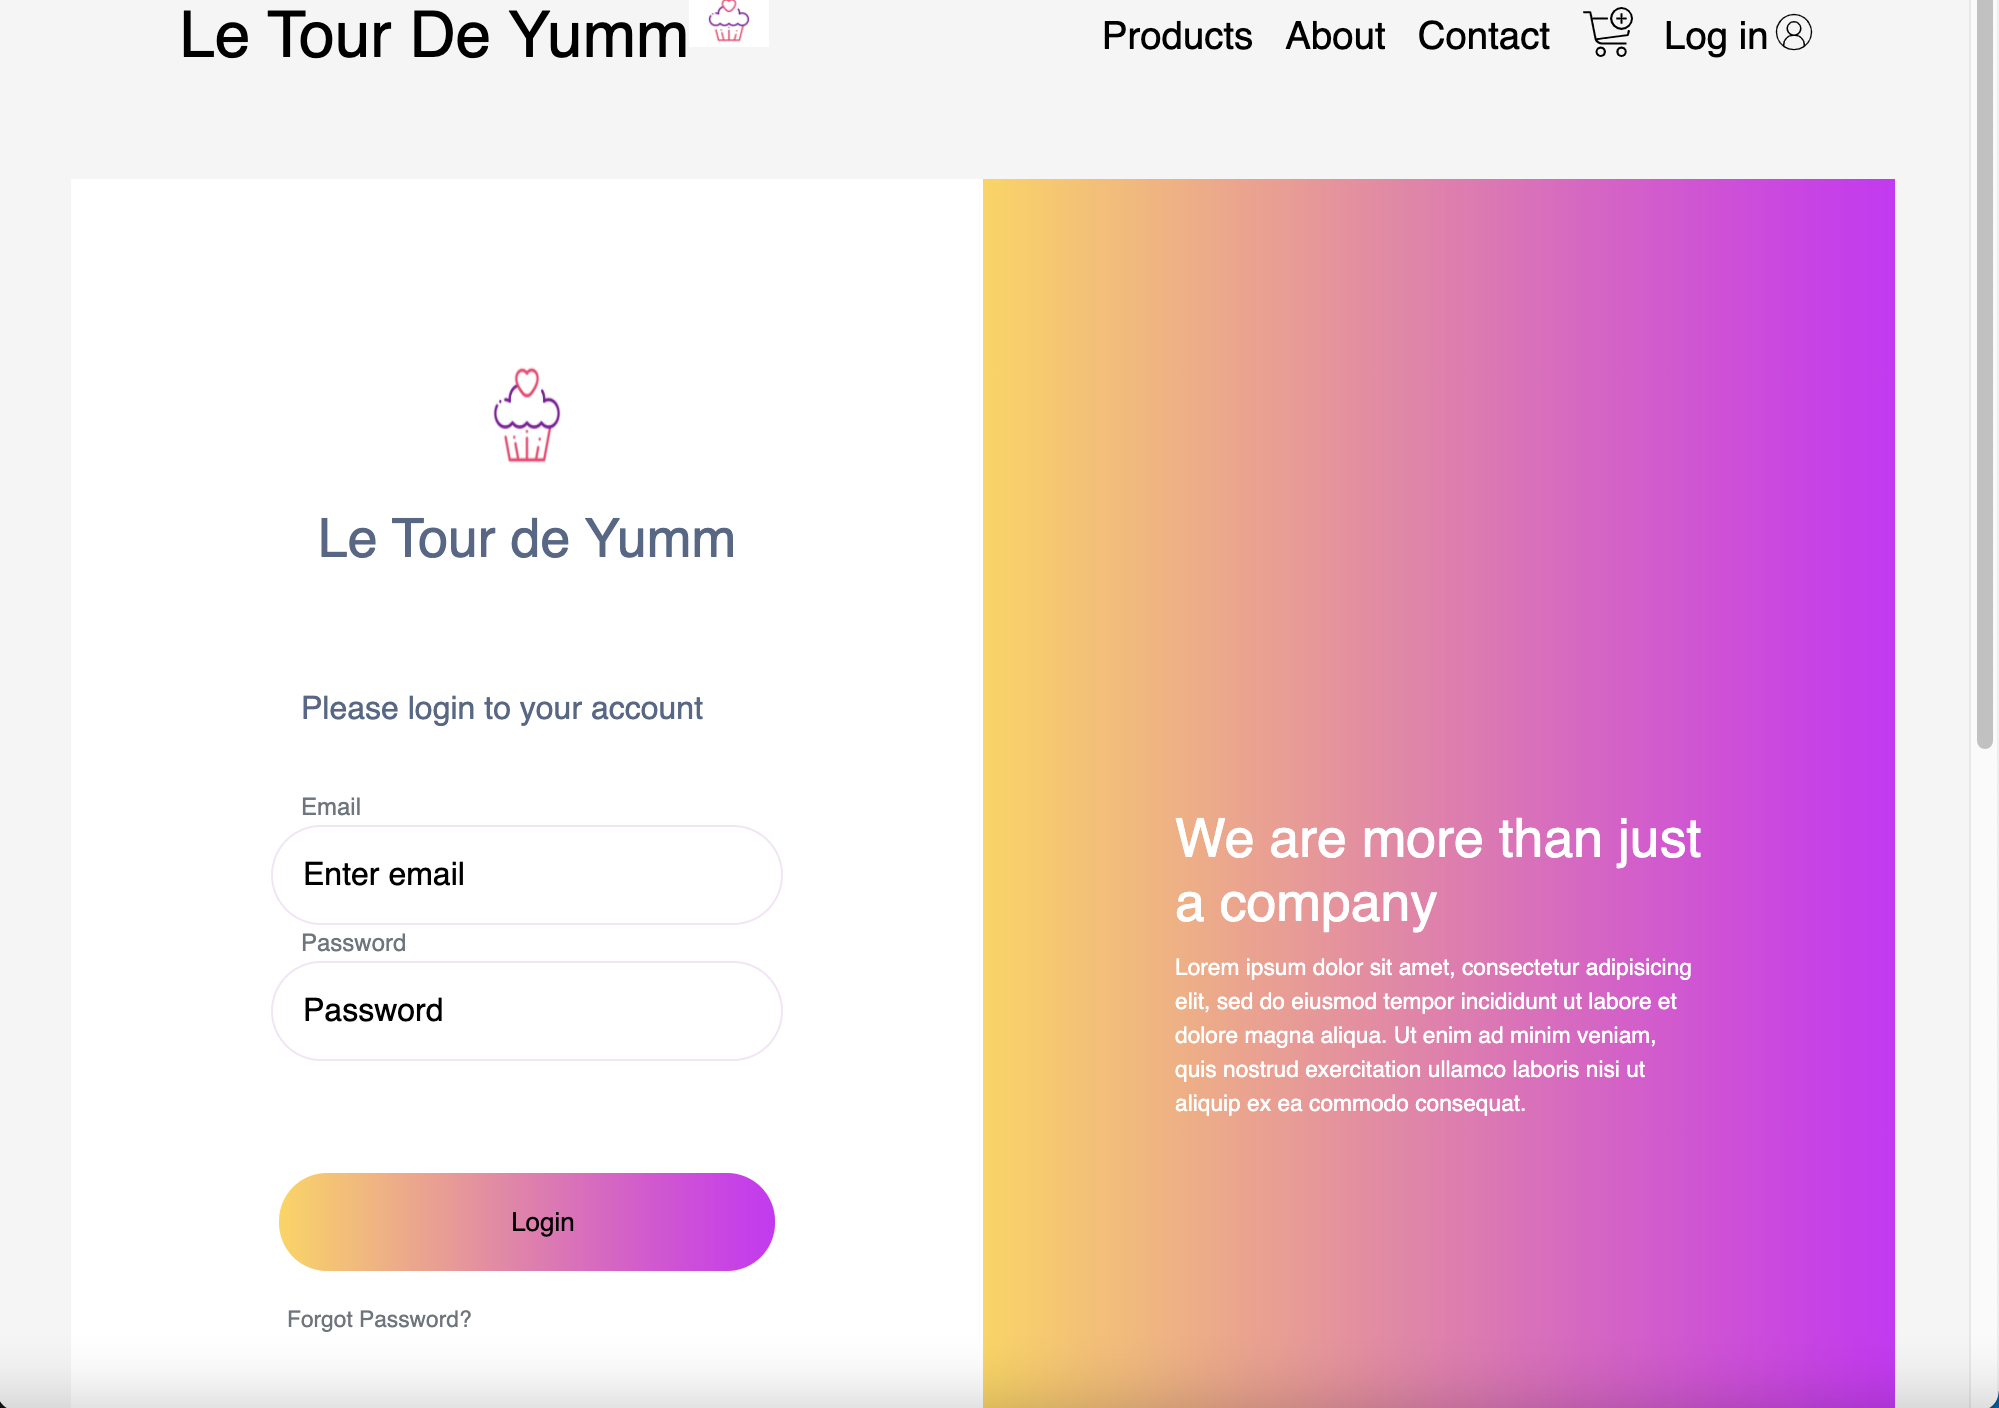 Le Tour De Yumm
Products About Contact Log in
Le Tour de Yumm
Please login to your account
Email
Enter email
Password
Password
Login
Forgot Password?
We are more than just
a company
Lorem ipsum dolor sit amet, consectetur adipisicing
elit, sed do eiusmod tempor incididunt ut labore et
dolore magna aliqua. Ut enim ad minim veniam,
quis nostrud exercitation ullamco laboris nisi ut
aliquip ex ea commodo consequat.